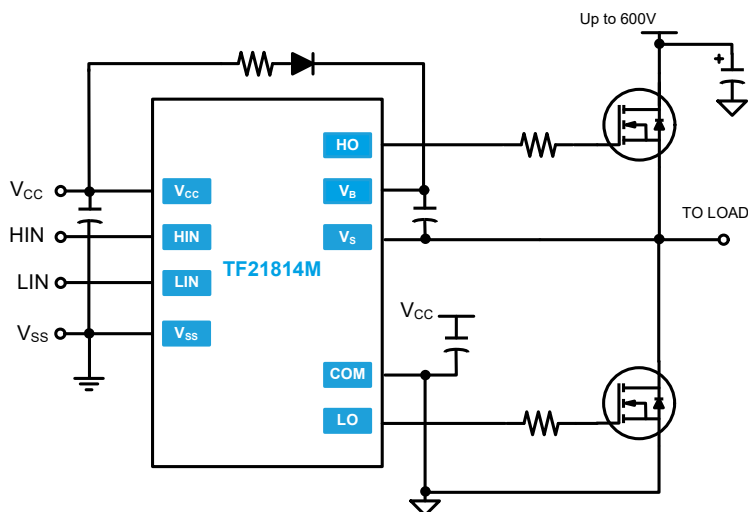 Up to 600V
+
HO
VCC
VCC
VB
HIN
HIN
VS
TO LOAD
TF21814M
LIN
LIN
VSS
VSS
VCC
COM
LO